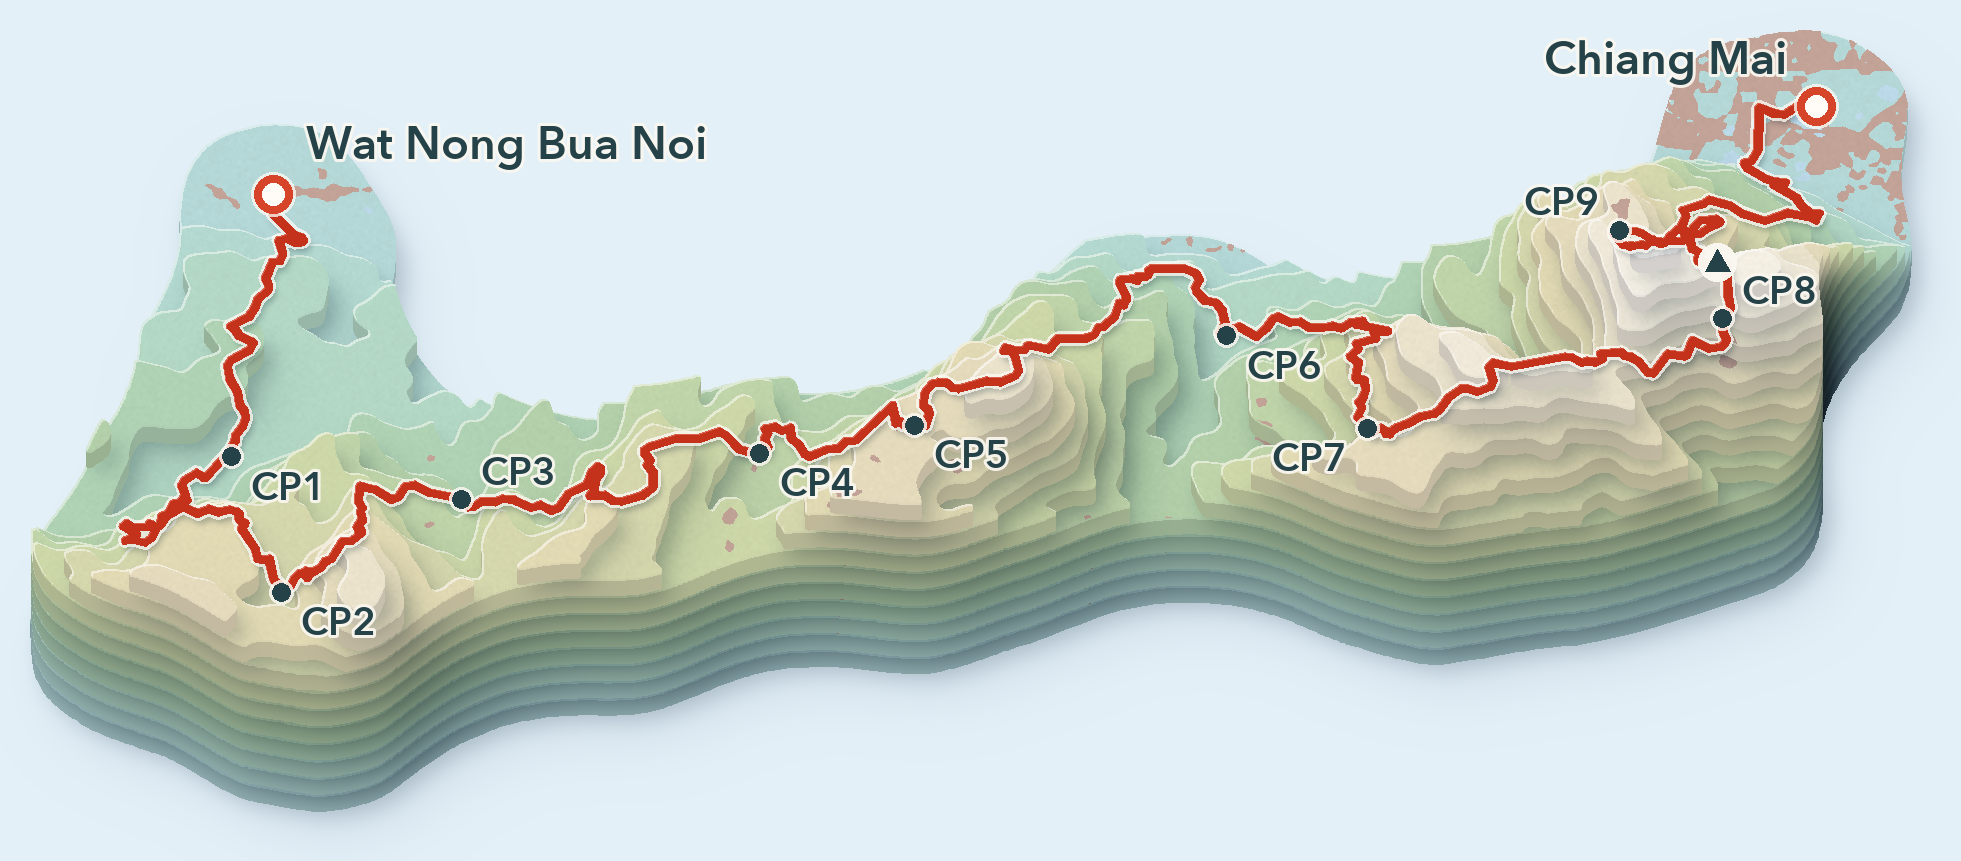 Chiang Mai
Wat Nong Bua Noi
CP9
CP8
CP6
CP5
CP7
CP3
CP4
CP1
CP2